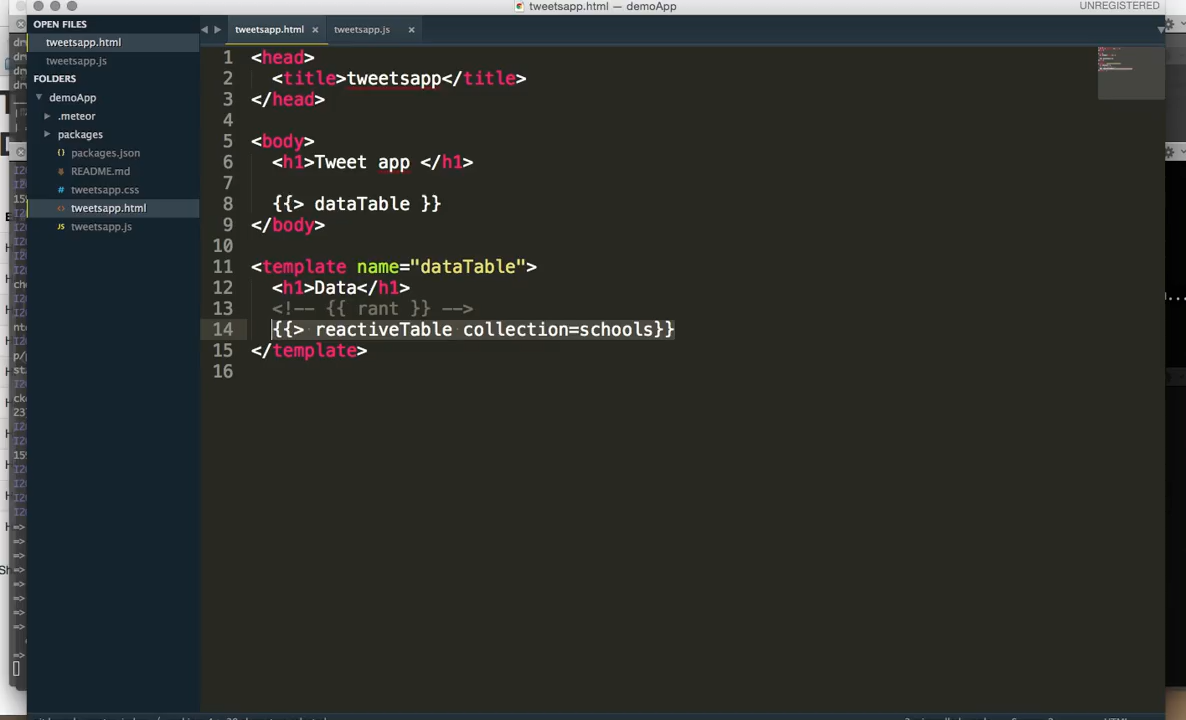 tweetsapp.html — demoApp
UNREGISTERED
OPEN FILES
tweetsapp.html
tweetsapp.js
FOLDERS
demoApp
.meteor
packages
{} packages.json
README.md
# tweetsapp.css
<> tweetsapp.html
JS tweetsapp.js
tweetsapp.html ×
tweetsapp.js ×
1 <head>
2 <title>tweetsapp</title>
3 </head>
4
5 <body>
6 <h1>Tweet app </h1>
7
8 {{> dataTable }}
9 </body>
10
11 <template name="dataTable">
12 <h1>Data</h1>
13 <!-- {{ rant }} -->
14 {{> reactiveTable collection=schools}}
15 </template>
16